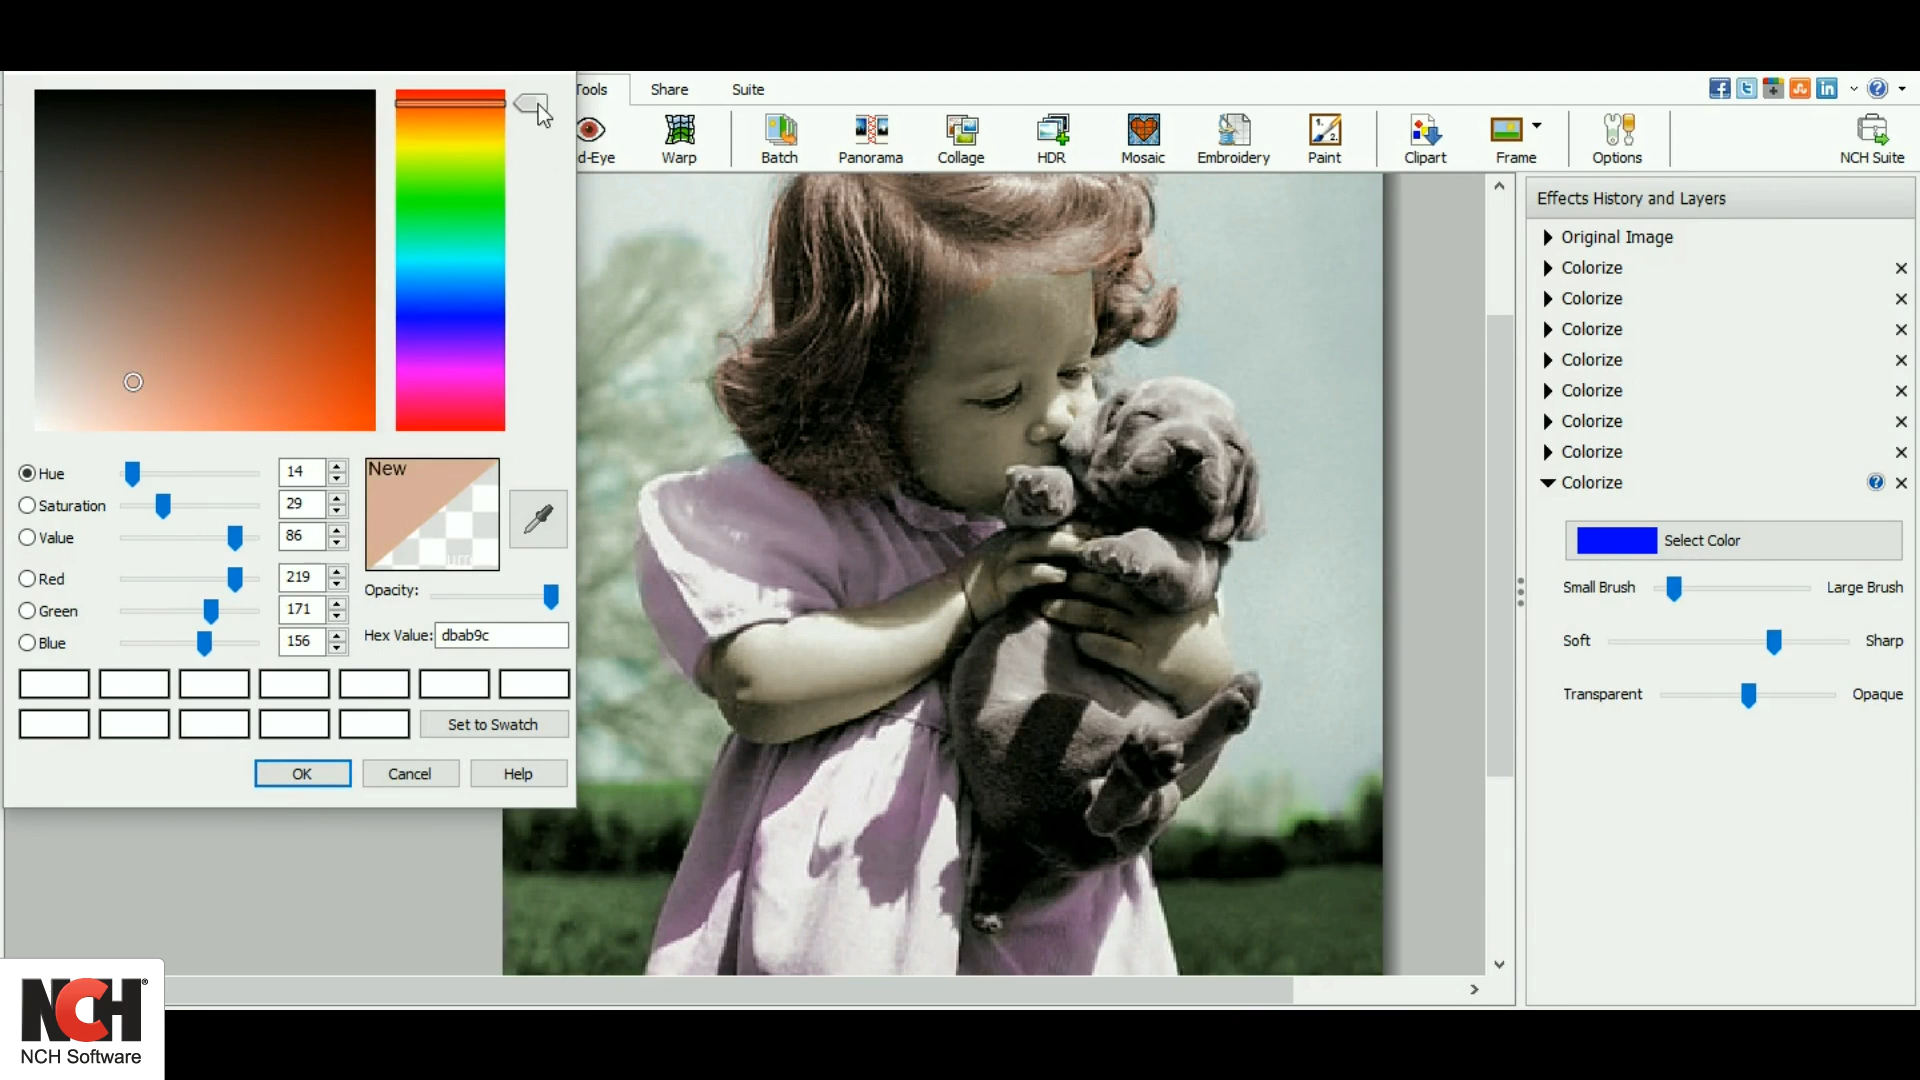 Tools Share Suite
d-Eye Warp Batch Panorama Collage HDR Mosaic Embroidery Paint Clipart Frame Options NCH Suite
Effects History and Layers
Original Image
Colorize
Colorize
Colorize
Colorize
Colorize
Colorize
Colorize
Colorize
Select Color
Small Brush Large Brush
Soft Sharp
Transparent Opaque
Hue 14
Saturation 29
Value 86
Red 219
Green 171
Blue 156
New
Opacity:
Hex Value: dbab9c
Set to Swatch
OK Cancel Help
NCH®
NCH Software